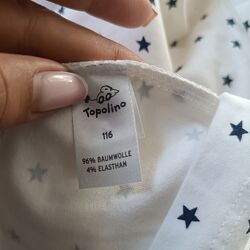 Topolino
116
96% BAUMWOLLE
4% ELASTHAN